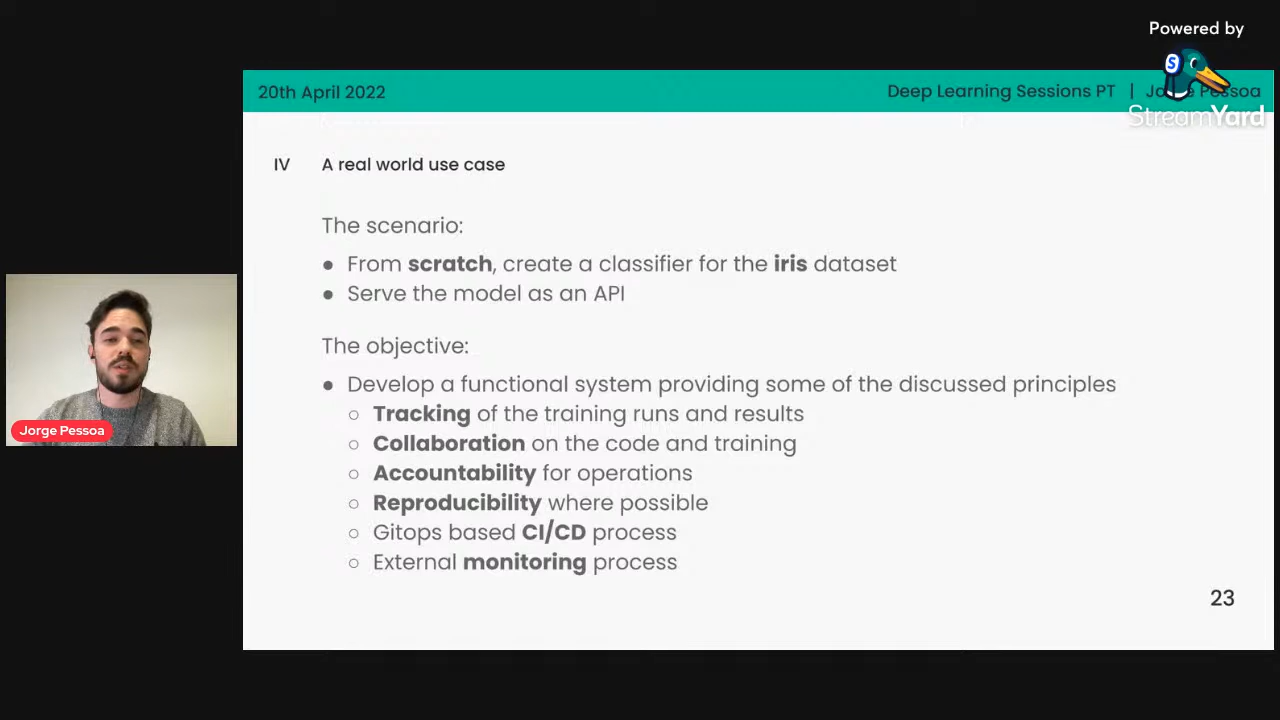 Powered by
S
StreamYard
20th April 2022
Deep Learning Sessions PT | Jorge Pessoa
IV A real world use case
The scenario:
● From scratch, create a classifier for the iris dataset
● Serve the model as an API
The objective:
● Develop a functional system providing some of the discussed principles
○ Tracking of the training runs and results
○ Collaboration on the code and training
○ Accountability for operations
○ Reproducibility where possible
○ Gitops based CI/CD process
○ External monitoring process
23
Jorge Pessoa